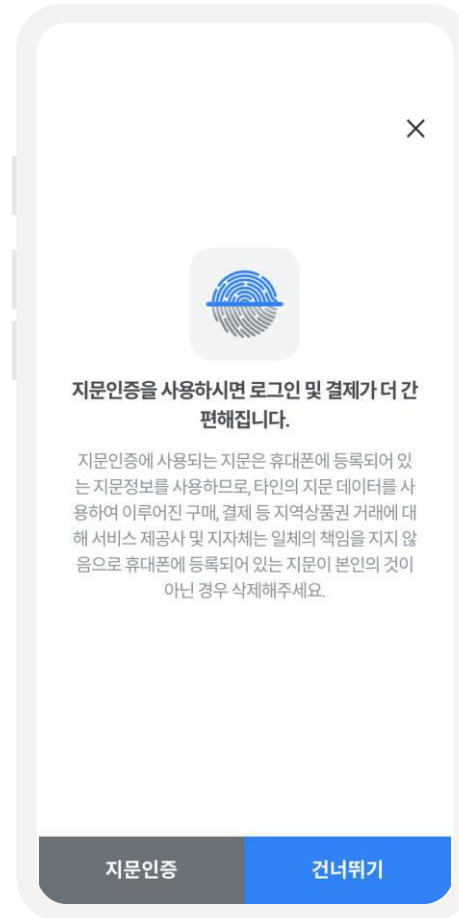 지문인증을 사용하시면 로그인 및 결제가 더 간
편해집니다.
지문인증에 사용되는 지문은 휴대폰에 등록되어 있
는 지문정보를 사용하므로, 타인의 지문 데이터를 사
용하여 이루어진 구매, 결제 등 지역상품권 거래에 대
해 서비스 제공사 및 지자체는 일체의 책임을 지지 않
음으로 휴대폰에 등록되어 있는 지문이 본인의 것이
아닌 경우 삭제해주세요.
지문인증
건너뛰기